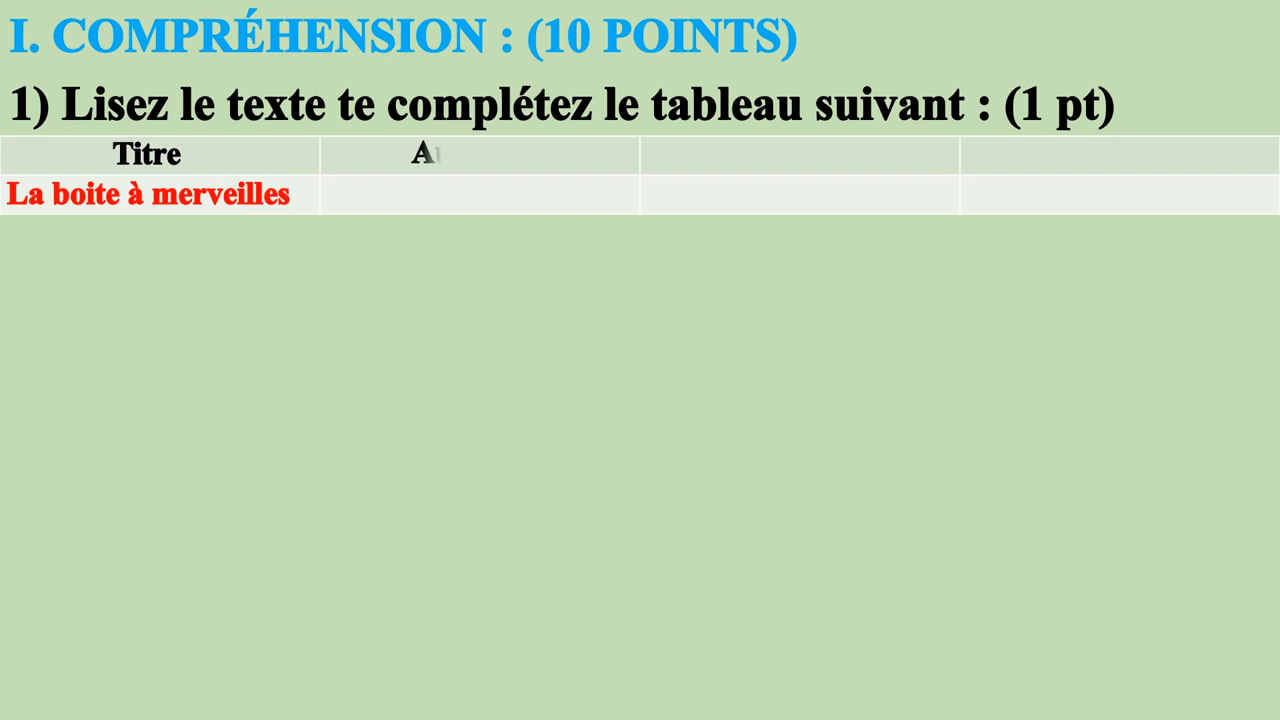 I. COMPRÉHENSION : (10 POINTS)
1) Lisez le texte te complétez le tableau suivant : (1 pt)
Titre
La boite à merveilles